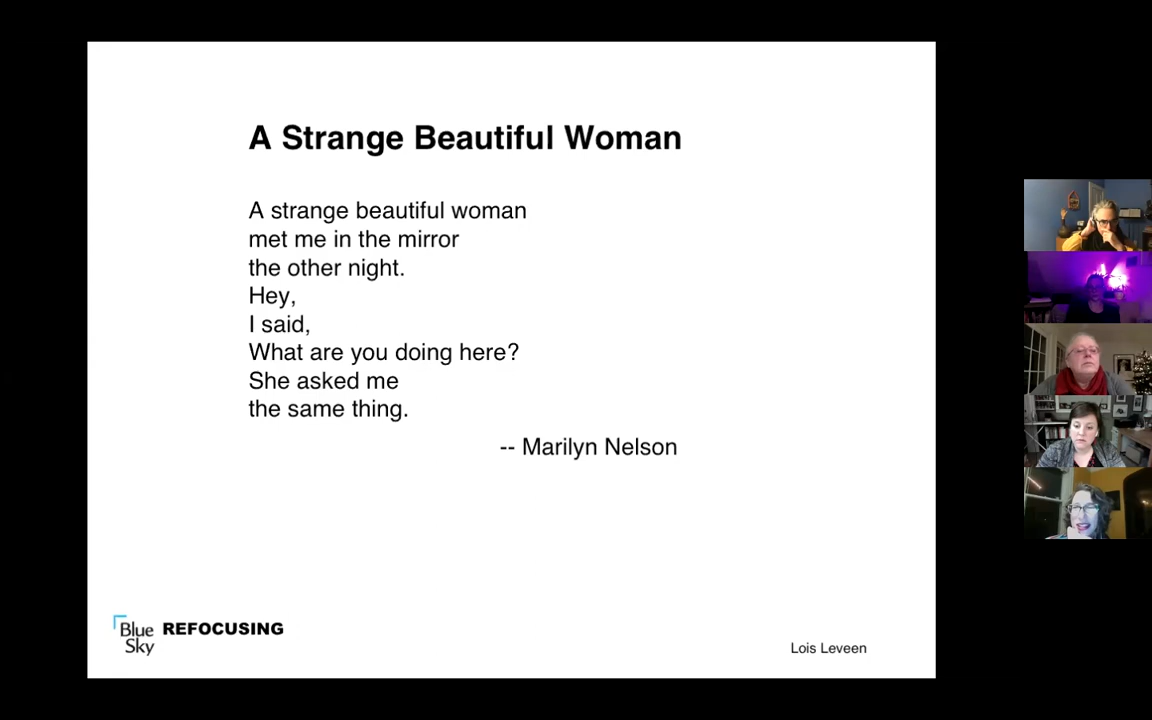 A Strange Beautiful Woman
A strange beautiful woman
met me in the mirror
the other night.
Hey,
I said,
What are you doing here?
She asked me
the same thing.
-- Marilyn Nelson
Blue
Sky
REFOCUSING
Lois Leveen